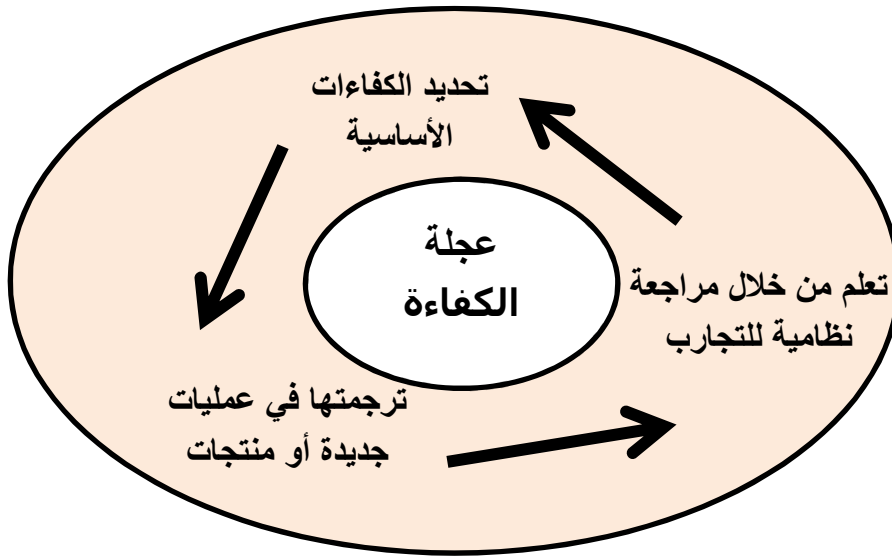 تحديد الكفاءات
الأساسية
عجلة
الكفاءة
تعلم من خلال مراجعة
نظامية للتجارب
ترجمتها في عمليات
جديدة أو منتجات